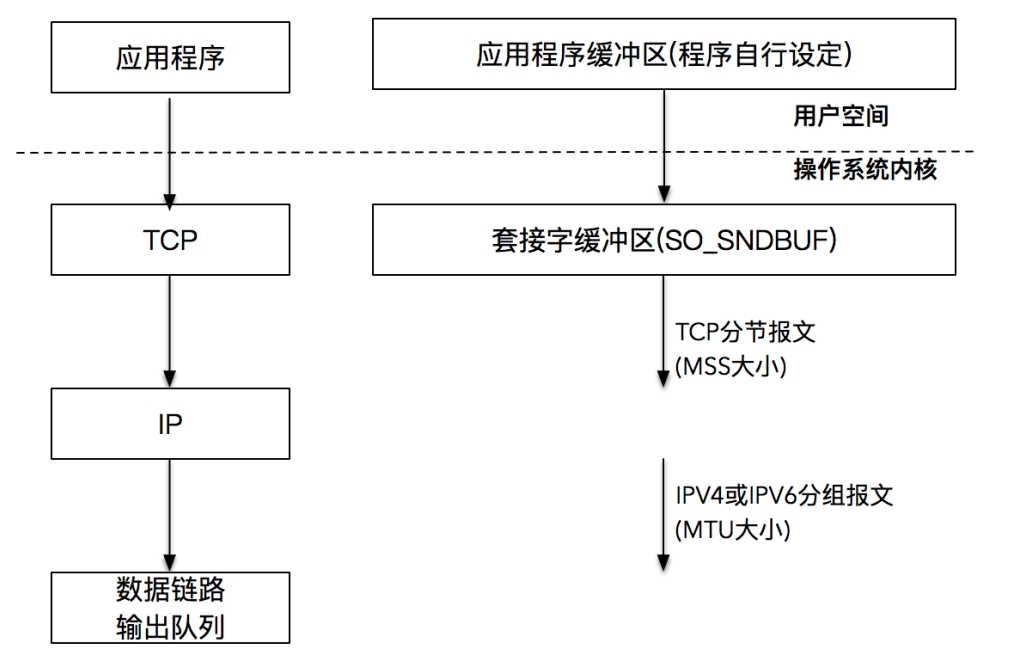 应用程序
应用程序缓冲区(程序自行设定)
用户空间
操作系统内核
TCP
套接字缓冲区(SO_SNDBUF)
TCP分节报文
(MSS大小)
IP
IPV4或IPV6分组报文
(MTU大小)
数据链路
输出队列